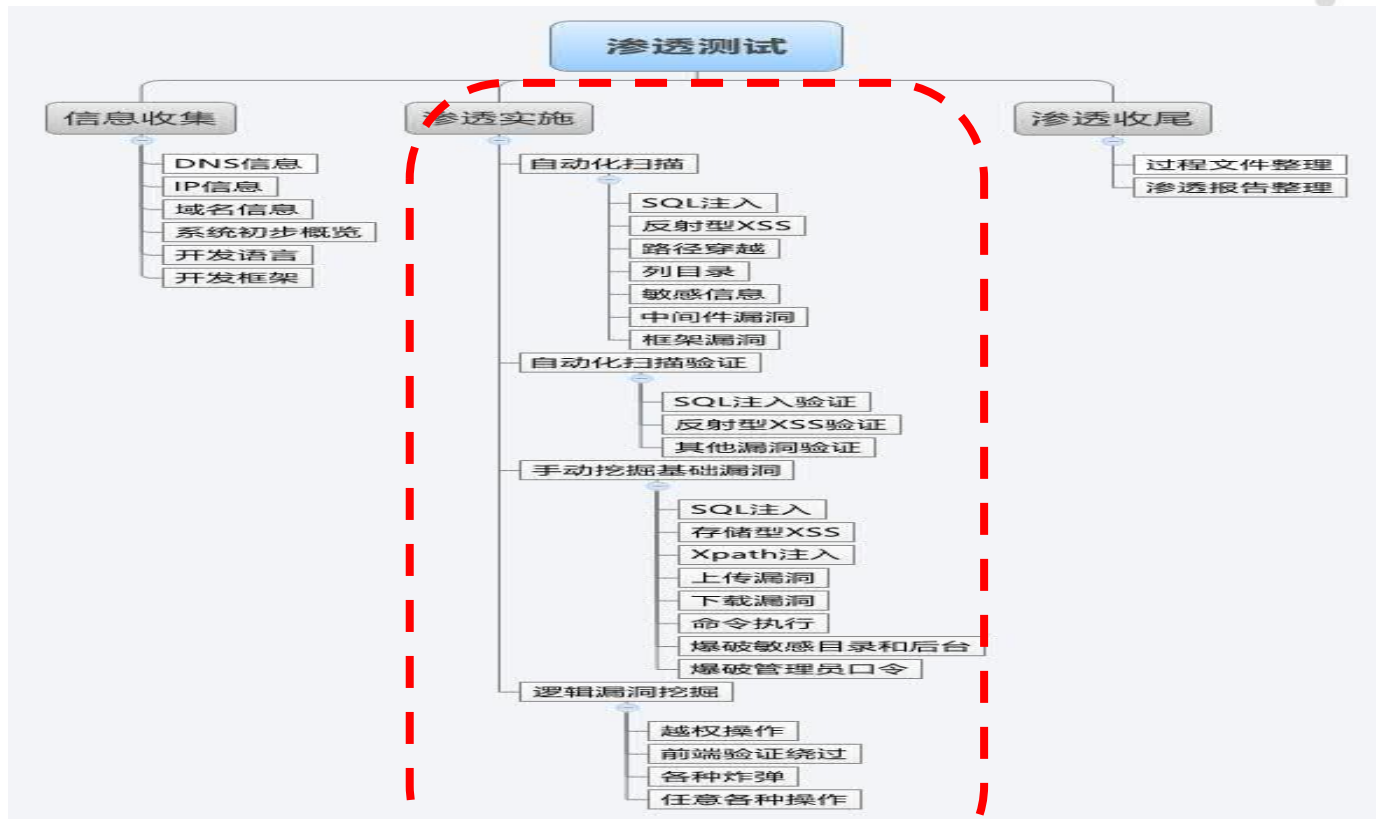 渗透测试
信息收集
DNS信息
IP信息
域名信息
系统初步概览
开发语言
开发框架
渗透实施
自动化扫描
SQL注入
反射型XSS
路径穿越
列目录
敏感信息
中间件漏洞
框架漏洞
自动化扫描验证
SQL注入验证
反射型XSS验证
其他漏洞验证
手动挖掘基础漏洞
SQL注入
存储型XSS
Xpath注入
上传漏洞
下载漏洞
命令执行
爆破敏感目录和后台
爆破管理员口令
逻辑漏洞挖掘
越权操作
前端验证绕过
各种炸弹
任意各种操作
渗透收尾
过程文件整理
渗透报告整理